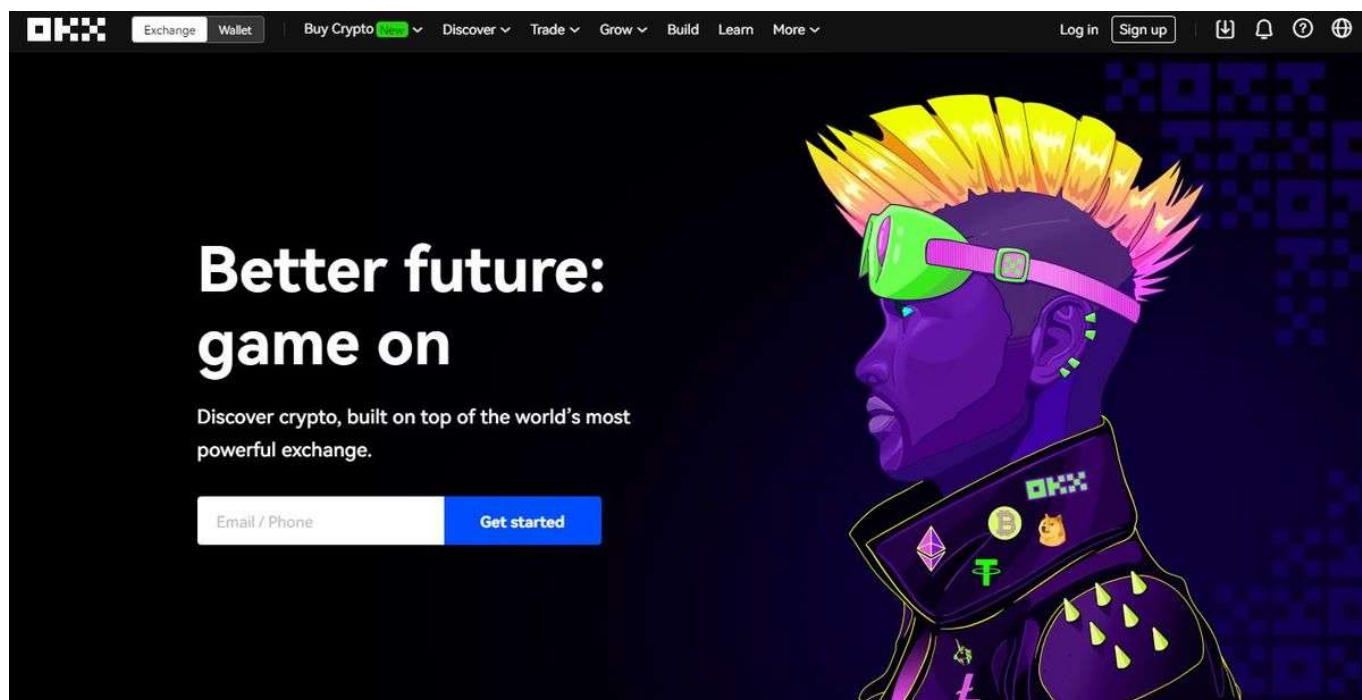 OKX
Exchange Wallet Buy Crypto New Discover Trade Grow Build Learn More Log in Sign up
Better future:
game on
Discover crypto, built on top of the world’s most
powerful exchange.
Email / Phone Get started
OKX